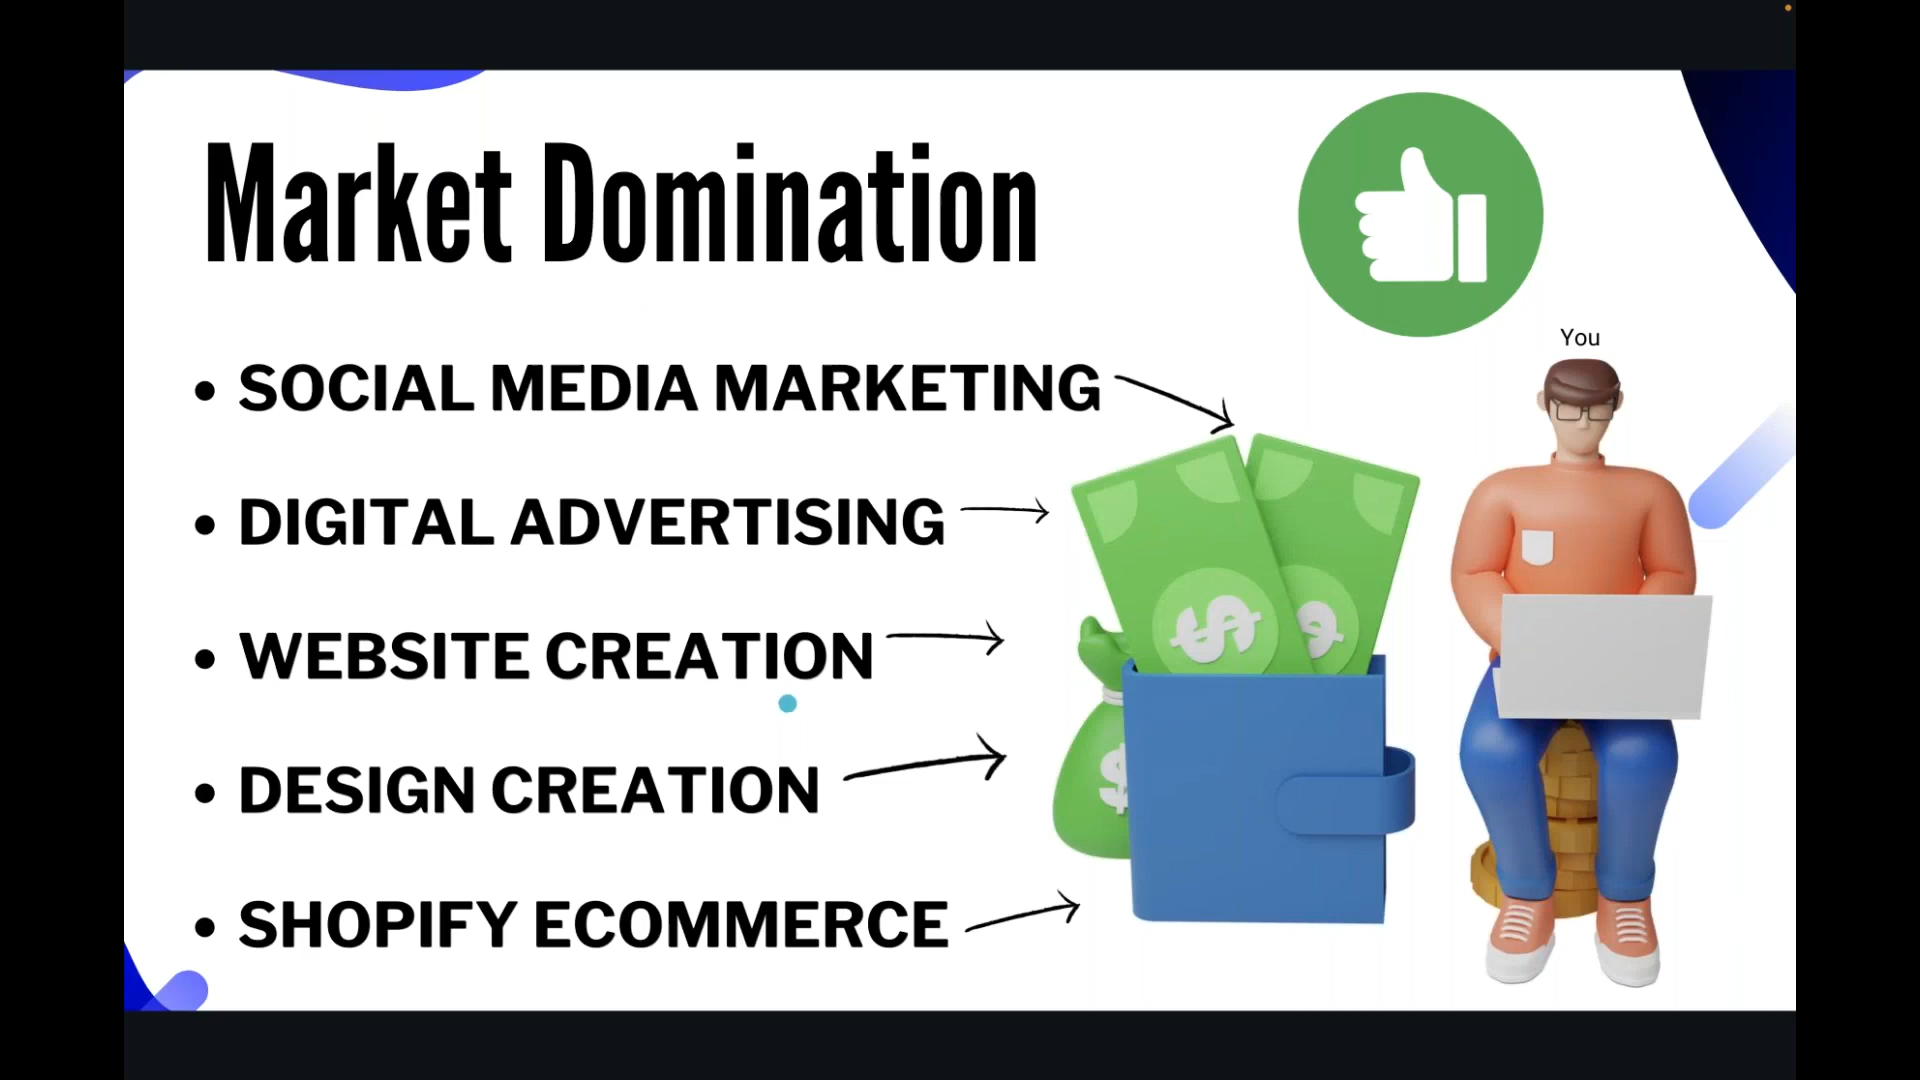 Market Domination
You
• SOCIAL MEDIA MARKETING
• DIGITAL ADVERTISING
• WEBSITE CREATION
• DESIGN CREATION
• SHOPIFY ECOMMERCE
$
$
$